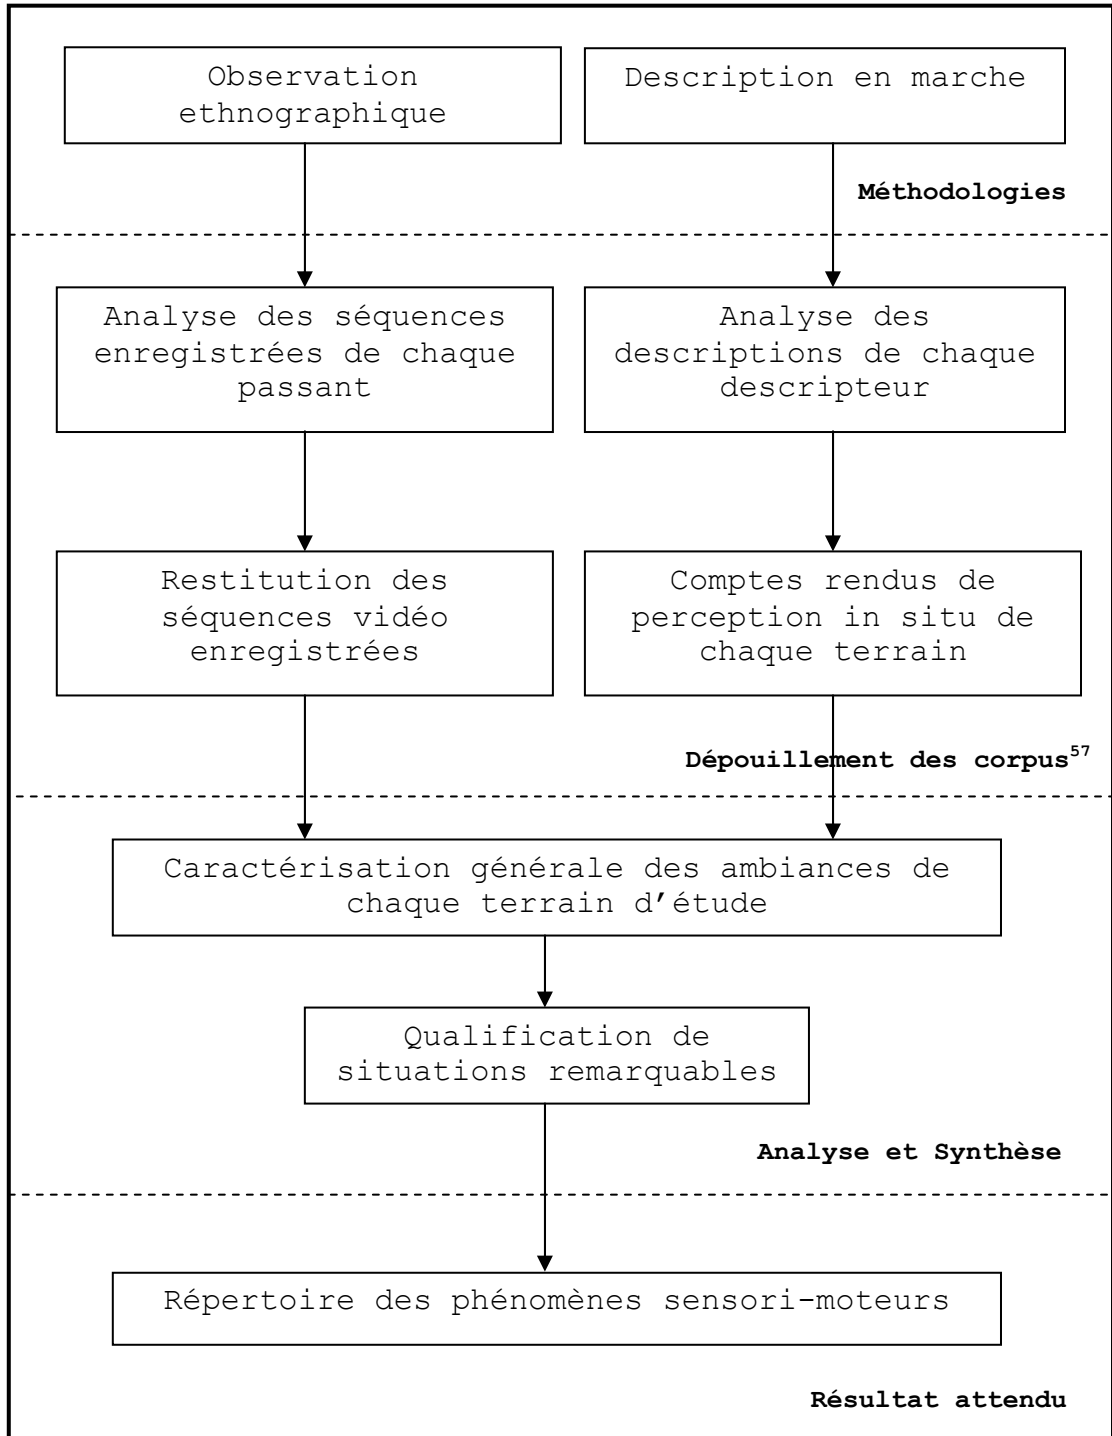 Observation
ethnographique
Description en marche
Méthodologies
Analyse des séquences
enregistrées de chaque
passant
Analyse des
descriptions de chaque
descripteur
Restitution des
séquences vidéo
enregistrées
Comptes rendus de
perception in situ de
chaque terrain
Dépouillement des corpus⁵⁷
Caractérisation générale des ambiances de
chaque terrain d’étude
Qualification de
situations remarquables
Analyse et Synthèse
Répertoire des phénomènes sensori-moteurs
Résultat attendu